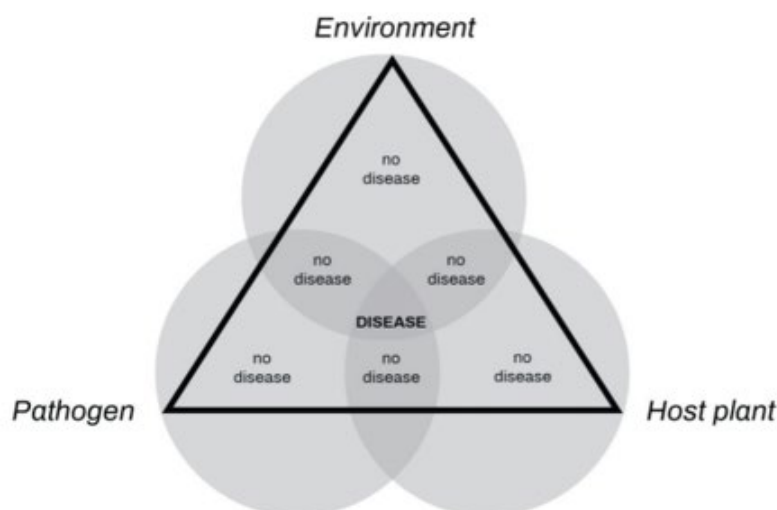 Environment
no
disease
no
disease
no
disease
DISEASE
no
disease
no
disease
no
disease
Pathogen
Host plant